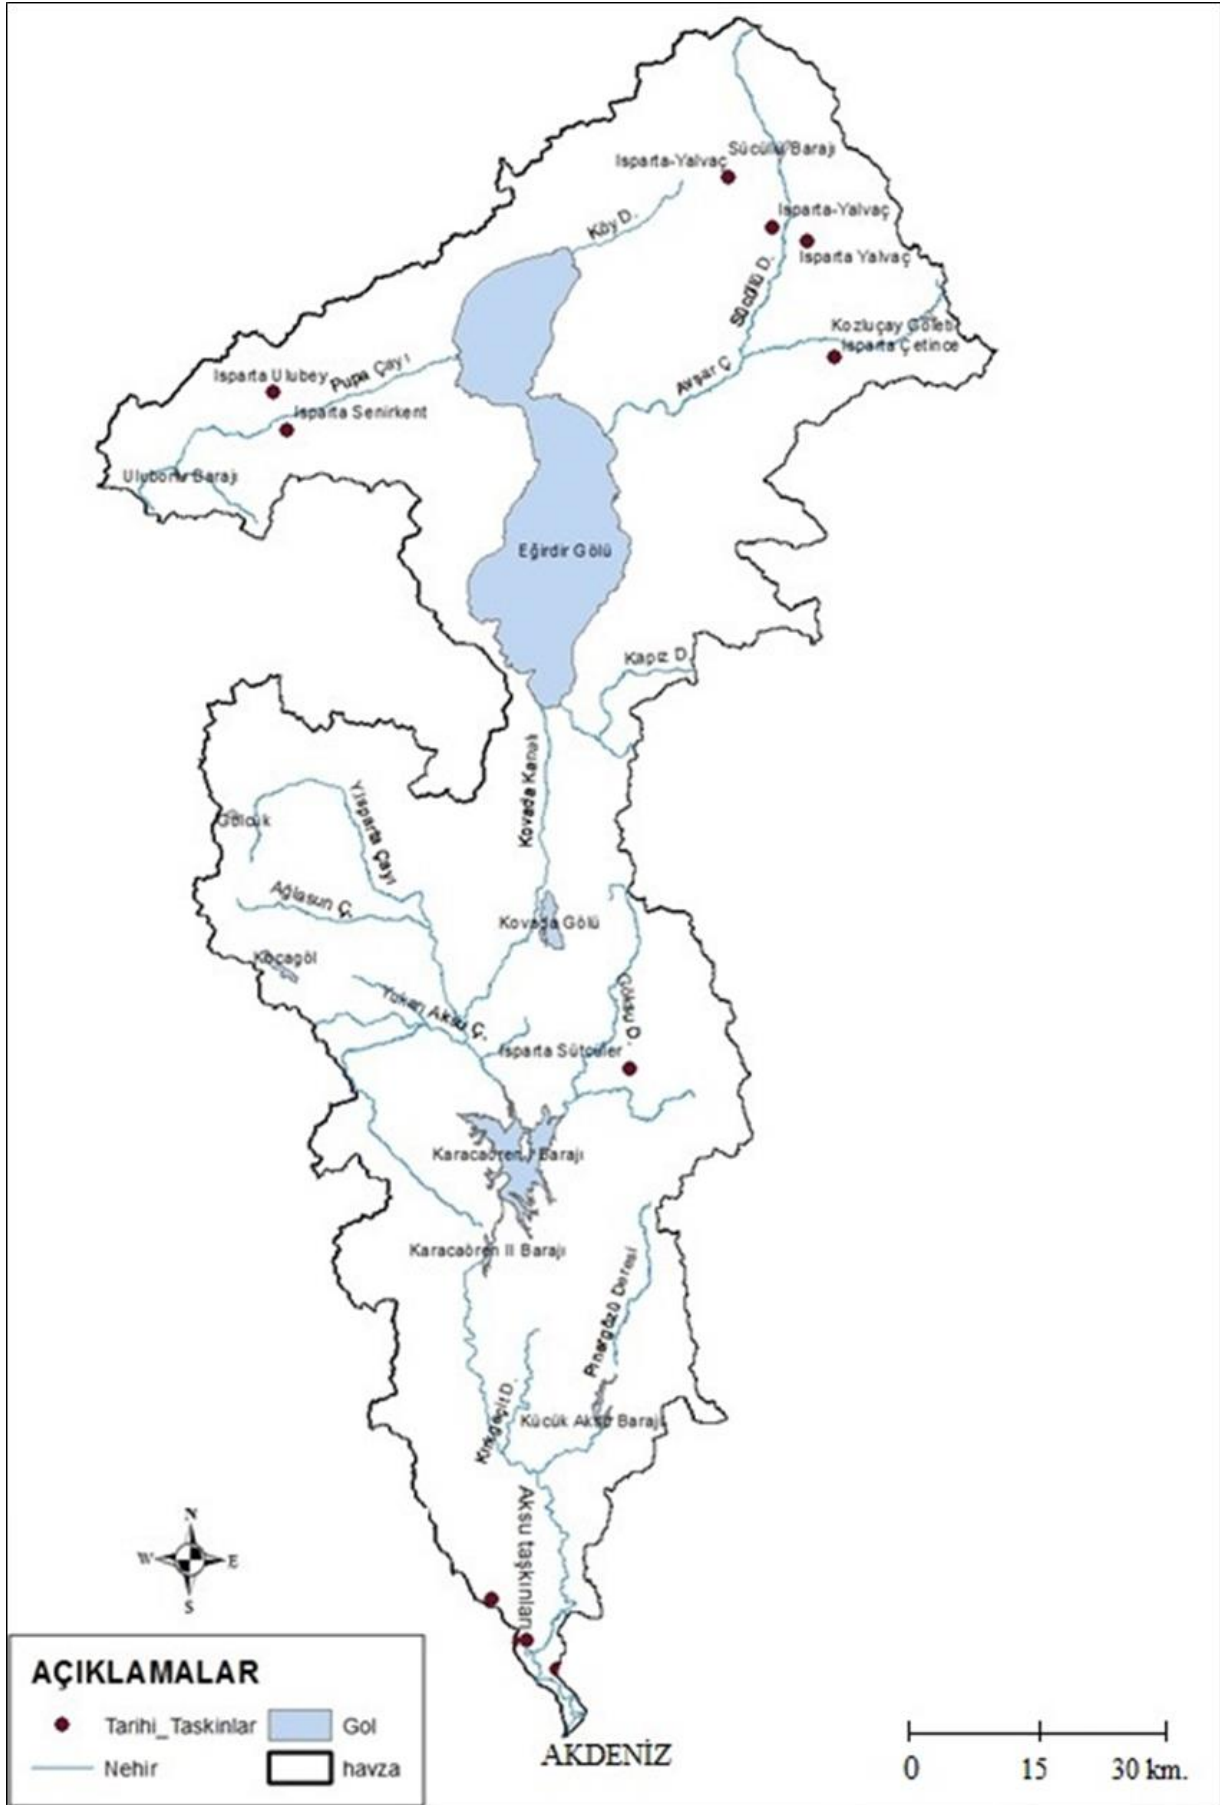 Sücüllü Barajı
Isparta-Yalvaç
Isparta-Yalvaç
Köy D.
Isparta Yalvaç
Sücüllü D.
Kozluçay Göleti
Isparta Çetince
Avşar Ç.
Isparta Ulubey
Pupa Çayı
Isparta Senirkent
Uluborlu Barajı
Eğirdir Gölü
Kapız D.
Kovada Kanalı
Y.Isparta Çayı
Gölcük
Ağlasun Ç.
Kovada Gölü
Kocagöl
Göksu D.
Yukarı Aksu Ç.
Isparta Sütçüler
Karacaören I Barajı
Karacaören II Barajı
Pınargözü Deresi
Kırkgeçit D.
Kücük Aksu Barajı
Aksu taşkınları
N
W E
S
AÇIKLAMALAR
Tarihi_Taskinlar Gol
Nehir havza
AKDENİZ
0 15 30 km.